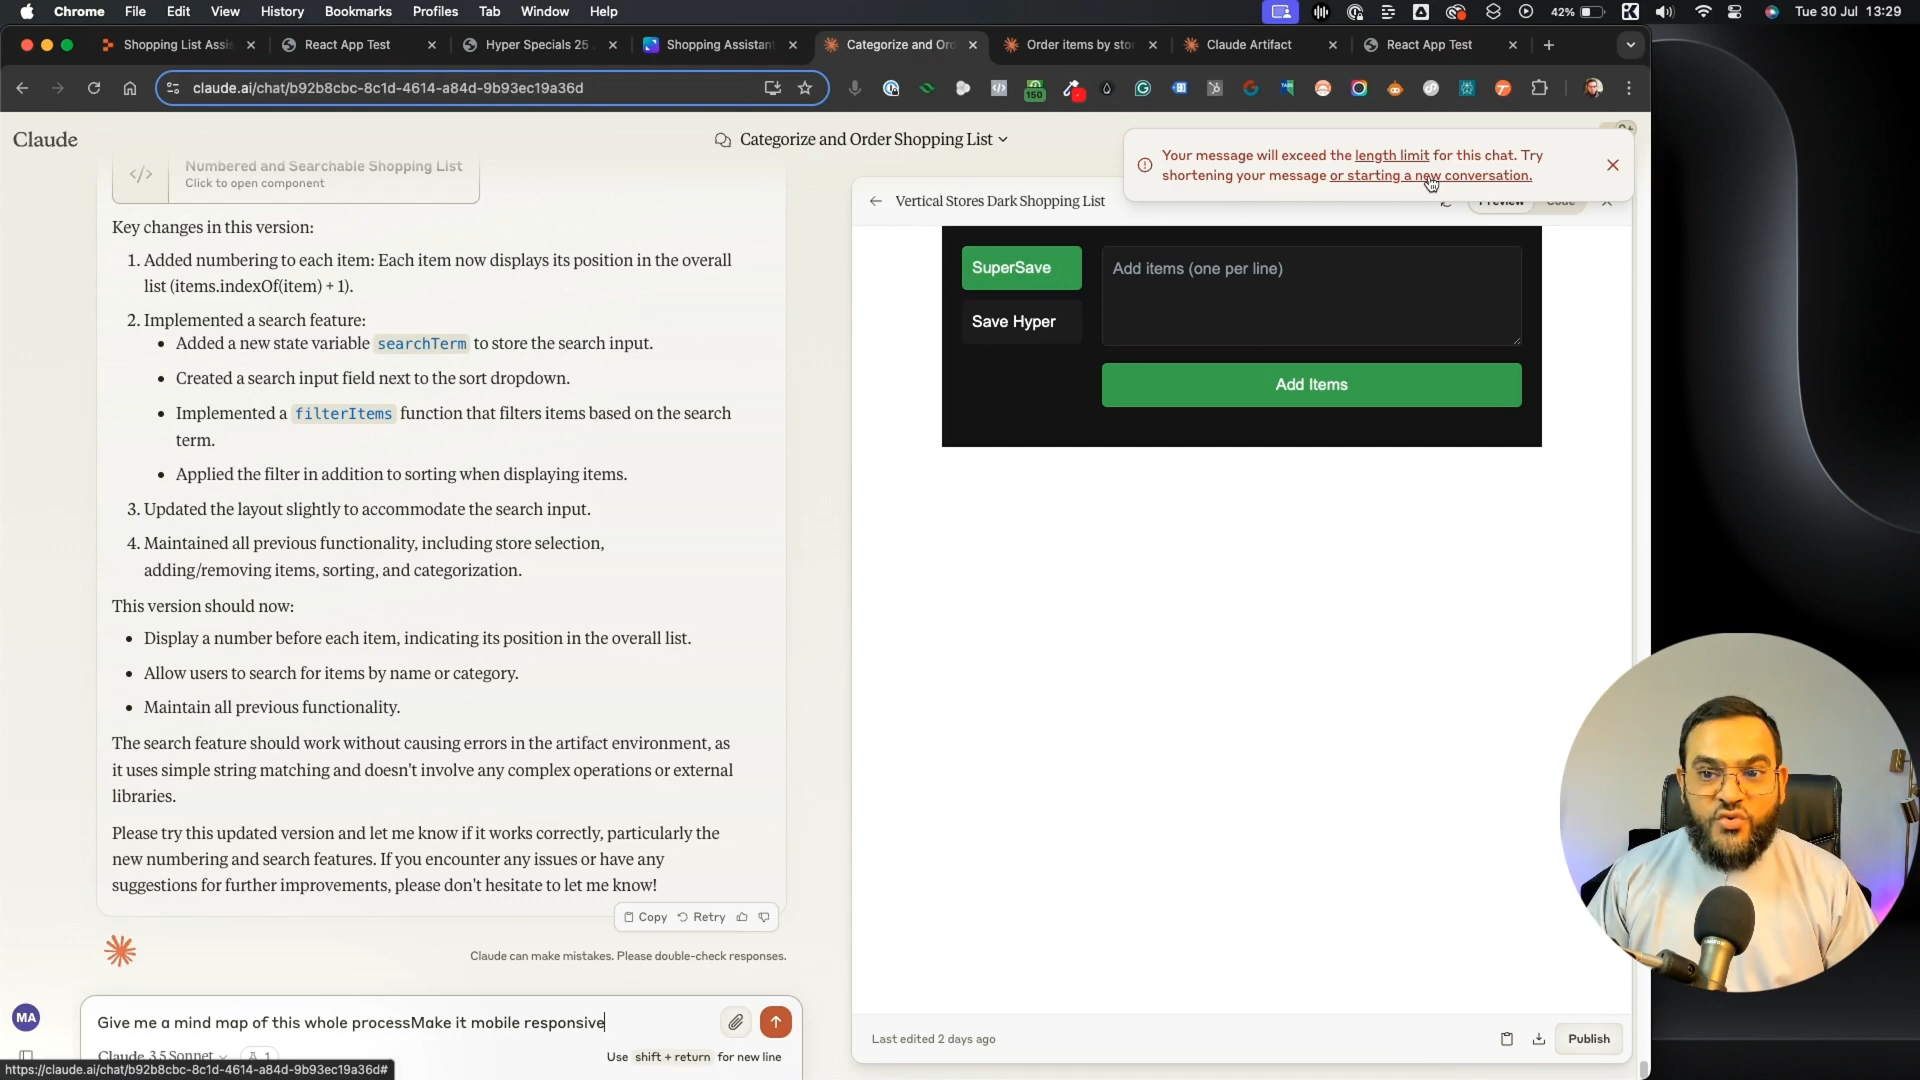 Chrome File Edit View History Bookmarks Profiles Tab Window Help 42% Tue 30 Jul 13:29
Shopping List Assis React App Test Hyper Specials 25 Shopping Assistant Categorize and Ord Order items by stor Claude Artifact React App Test
claude.ai/chat/b92b8cbc-8c1d-4614-a84d-9b93ec19a36d
150
Claude
Categorize and Order Shopping List
Your message will exceed the length limit for this chat. Try
shortening your message or starting a new conversation.
Numbered and Searchable Shopping List
Click to open component
Key changes in this version:
1. Added numbering to each item: Each item now displays its position in the overall
list (items.indexOf(item) + 1).
2. Implemented a search feature:
• Added a new state variable searchTerm to store the search input.
• Created a search input field next to the sort dropdown.
• Implemented a filterItems function that filters items based on the search
term.
• Applied the filter in addition to sorting when displaying items.
3. Updated the layout slightly to accommodate the search input.
4. Maintained all previous functionality, including store selection,
adding/removing items, sorting, and categorization.
This version should now:
• Display a number before each item, indicating its position in the overall list.
• Allow users to search for items by name or category.
• Maintain all previous functionality.
The search feature should work without causing errors in the artifact environment, as
it uses simple string matching and doesn't involve any complex operations or external
libraries.
Please try this updated version and let me know if it works correctly, particularly the
new numbering and search features. If you encounter any issues or have any
suggestions for further improvements, please don't hesitate to let me know!
Copy Retry
Claude can make mistakes. Please double-check responses.
MA
Give me a mind map of this whole processMake it mobile responsive
Claude 3.5 Sonnet 1
Use shift + return for new line
https://claude.ai/chat/b92b8cbc-8c1d-4614-a84d-9b93ec19a36d#
Vertical Stores Dark Shopping List
Preview Code
SuperSave
Save Hyper
Add items (one per line)
Add Items
Last edited 2 days ago
Publish